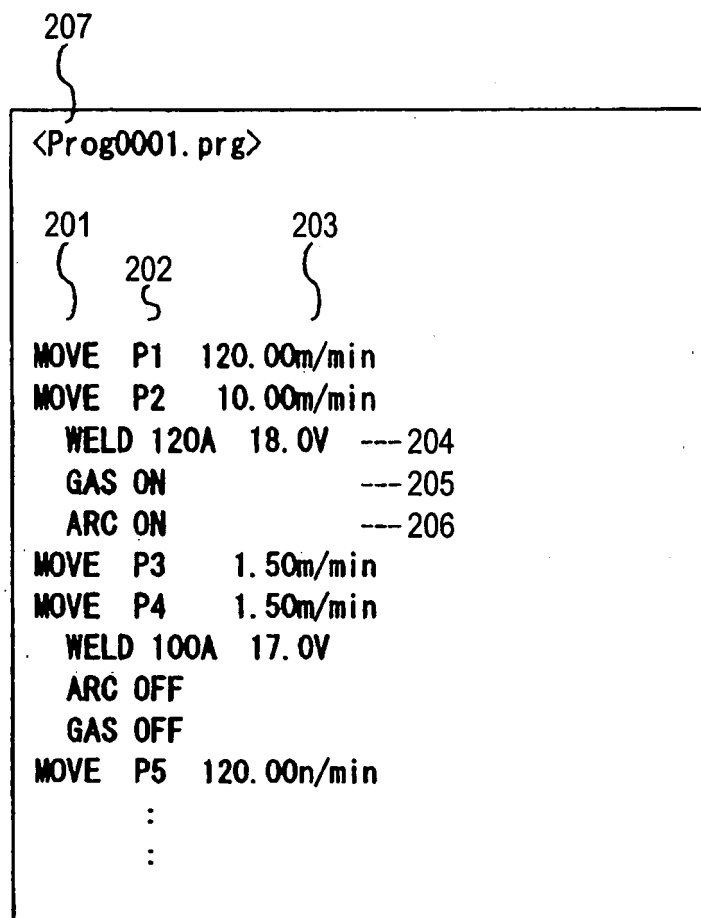 207
<Prog0001.prg>
201 203
202
MOVE P1 120.00m/min
MOVE P2 10.00m/min
WELD 120A 18.0V ---204
GAS ON ---205
ARC ON ---206
MOVE P3 1.50m/min
MOVE P4 1.50m/min
WELD 100A 17.0V
ARC OFF
GAS OFF
MOVE P5 120.00n/min
:
: